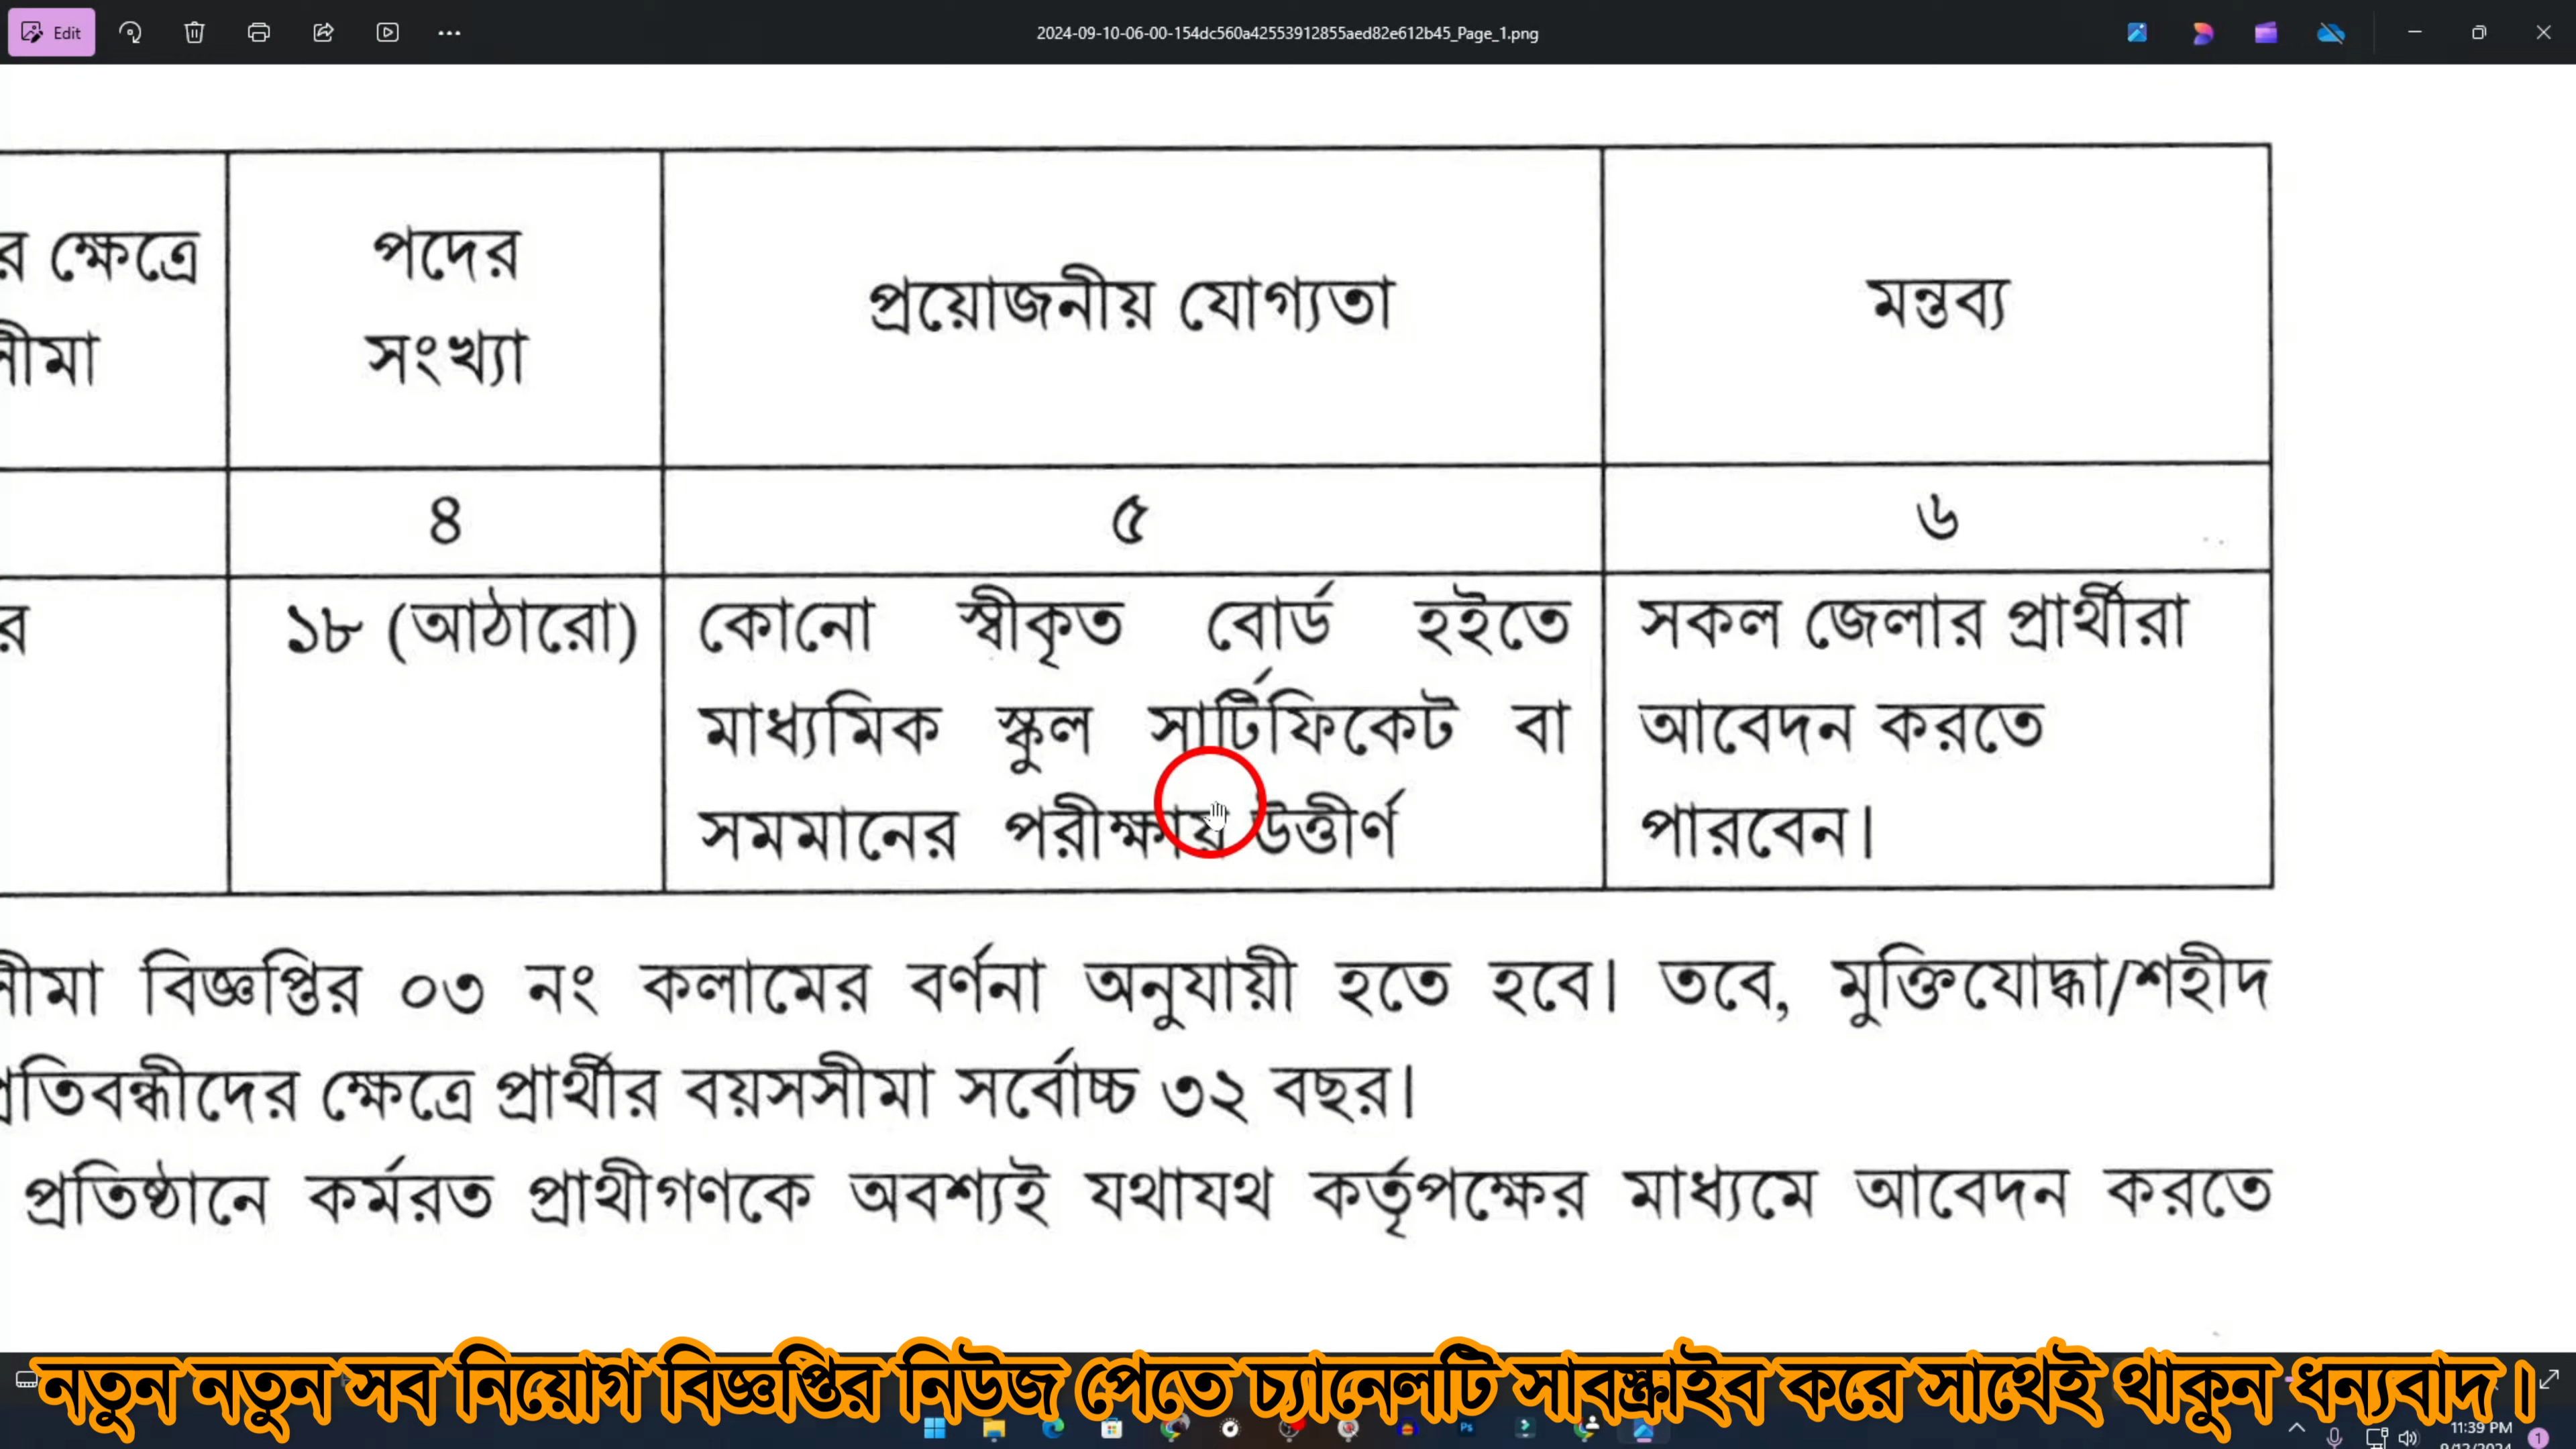 Edit
2024-09-10-06-00-154dc560a42553912855aed82e612b45_Page_1.png
র ক্ষেত্রে
সীমা
পদের
সংখ্যা
প্রয়োজনীয় যোগ্যতা
মন্তব্য
৪
৫
৬
র
১৮ (আঠারো)
কোনো স্বীকৃত বোর্ড হইতে
মাধ্যমিক স্কুল সার্টিফিকেট বা
সমমানের পরীক্ষায় উত্তীর্ণ
সকল জেলার প্রার্থীরা
আবেদন করতে
পারবেন।
সীমা বিজ্ঞপ্তির ০৩ নং কলামের বর্ণনা অনুযায়ী হতে হবে। তবে, মুক্তিযোদ্ধা/শহীদ
প্রতিবন্ধীদের ক্ষেত্রে প্রার্থীর বয়সসীমা সর্বোচ্চ ৩২ বছর।
প্রতিষ্ঠানে কর্মরত প্রাথীগণকে অবশ্যই যথাযথ কর্তৃপক্ষের মাধ্যমে আবেদন করতে
নতুন নতুন সব নিয়োগ বিজ্ঞপ্তির নিউজ পেতে চ্যানেলটি সাবস্ক্রাইব করে সাথেই থাকুন ধন্যবাদ।
11:39 PM